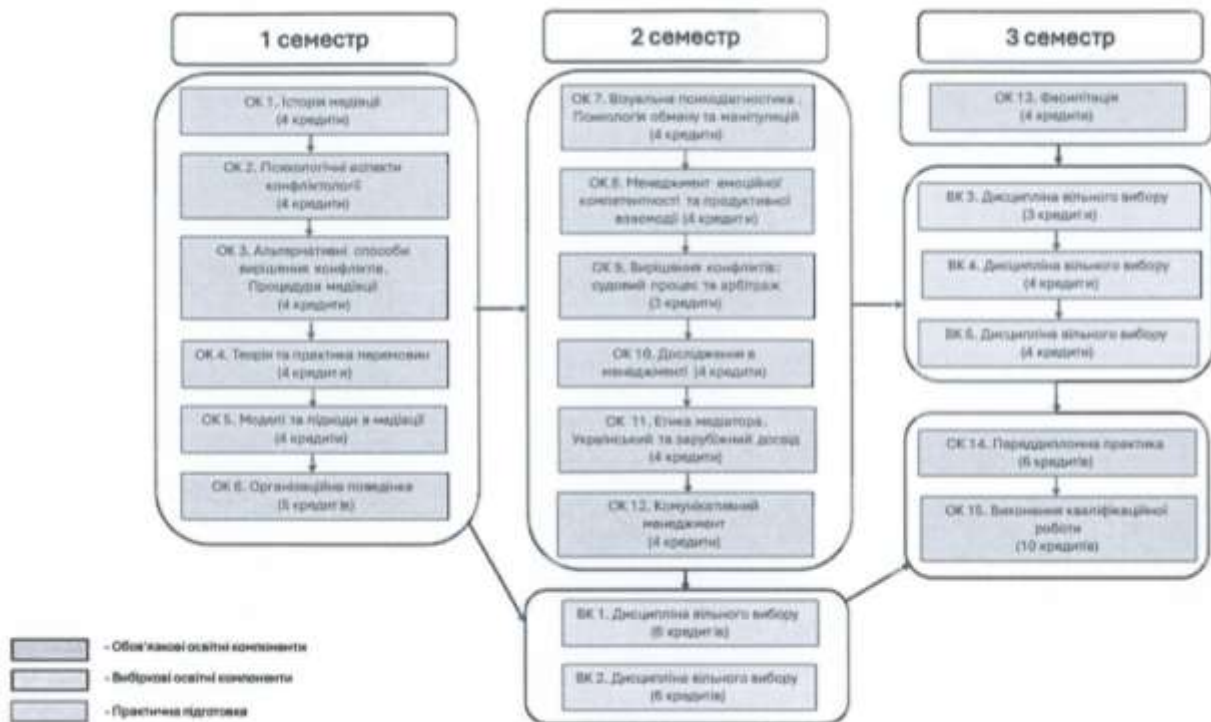 1 семестр
ОК 1. Історія медіації
(4 кредити)
ОК 2. Психологічні аспекти
конфліктології
(4 кредити)
ОК 3. Альтернативні способи
вирішення конфліктів.
Процедура медіації
(4 кредити)
ОК 4. Теорія та практика перемовин
(4 кредити)
ОК 5. Моделі та підходи в медіації
(4 кредити)
ОК 6. Організаційна поведінка
(5 кредитів)
2 семестр
ОК 7. Візуальна психодіагностика.
Психологія обману та маніпуляцій
(4 кредити)
ОК 8. Менеджмент емоційної
компетентності та продуктивної
взаємодії (4 кредити)
ОК 9. Вирішення конфліктів:
судовий процес та арбітраж
(3 кредити)
ОК 10. Дослідження в
менеджменті (4 кредити)
ОК 11. Етика медіатора.
Український та зарубіжний досвід
(4 кредити)
ОК 12. Комунікативний
менеджмент
(4 кредити)
ВК 1. Дисципліна вільного вибору
(6 кредитів)
ВК 2. Дисципліна вільного вибору
(6 кредитів)
3 семестр
ОК 13. Фасилітація
(4 кредити)
ВК 3. Дисципліна вільного вибору
(3 кредити)
ВК 4. Дисципліна вільного вибору
(4 кредити)
ВК 5. Дисципліна вільного вибору
(4 кредити)
ОК 14. Переддипломна практика
(6 кредитів)
ОК 15. Виконання кваліфікаційної
роботи
(10 кредитів)
- Обов'язкові освітні компоненти
- Вибіркові освітні компоненти
- Практична підготовка